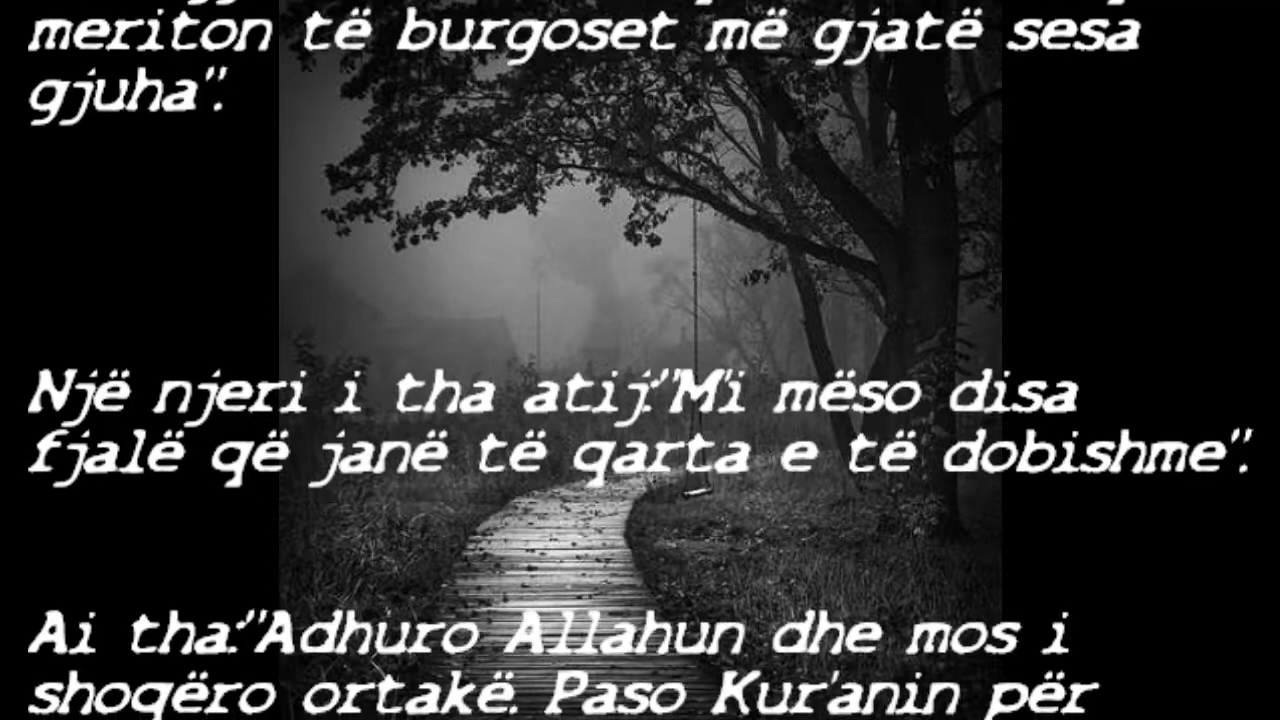 meriton të burgoset më gjatë sesa
gjuha".
Një njeri i tha atij:"M'i mëso disa
fjalë që janë të qarta e të dobishme".
Ai tha:"Adhuro Allahun dhe mos i
shoqëro ortakë. Paso Kur'anin për